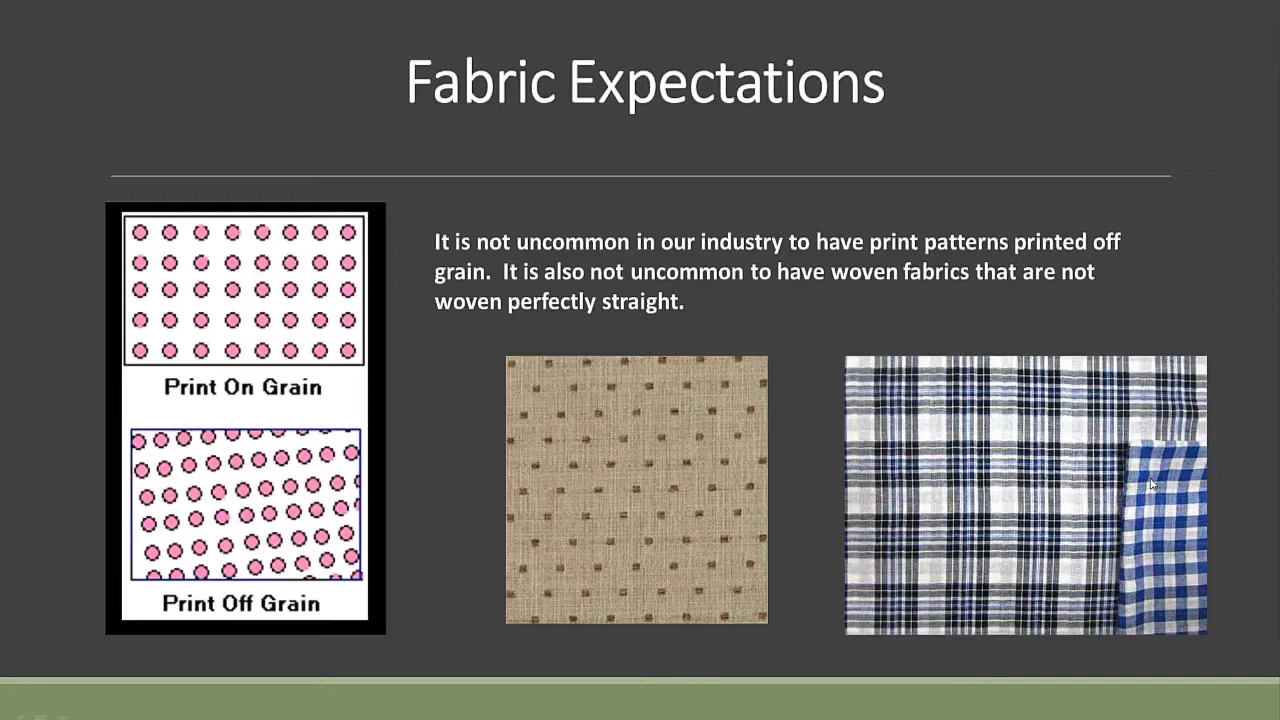 Fabric Expectations
It is not uncommon in our industry to have print patterns printed off
grain.  It is also not uncommon to have woven fabrics that are not
woven perfectly straight.
Print On Grain
Print Off Grain